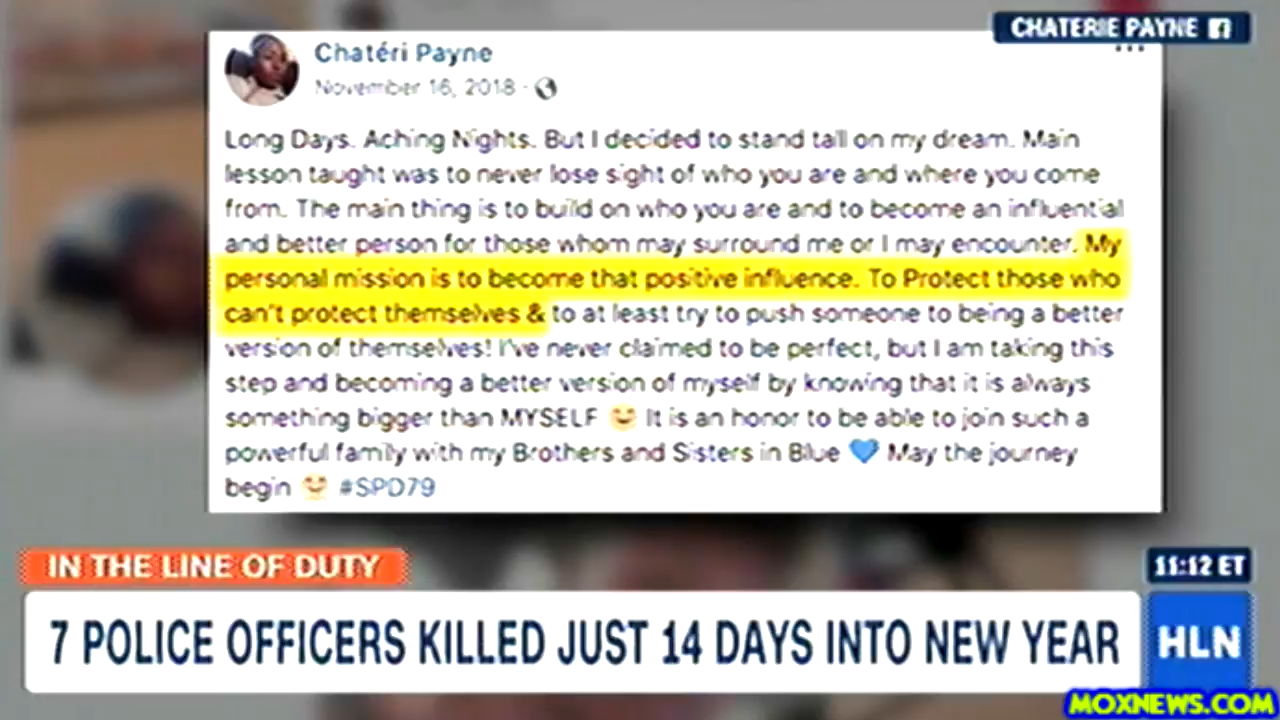 CHATERIE PAYNE
Chatéri Payne
November 16, 2018 ·
Long Days. Aching Nights. But I decided to stand tall on my dream. Main
lesson taught was to never lose sight of who you are and where you come
from. The main thing is to build on who you are and to become an influential
and better person for those whom may surround me or I may encounter. My
personal mission is to become that positive influence. To Protect those who
can't protect themselves & to at least try to push someone to being a better
version of themselves! I've never claimed to be perfect, but I am taking this
step and becoming a better version of myself by knowing that it is always
something bigger than MYSELF 😊 It is an honor to be able to join such a
powerful family with my Brothers and Sisters in Blue 💙 May the journey
begin 😊 #SPD79
IN THE LINE OF DUTY
11:12 ET
7 POLICE OFFICERS KILLED JUST 14 DAYS INTO NEW YEAR
HLN
MOXNEWS.COM